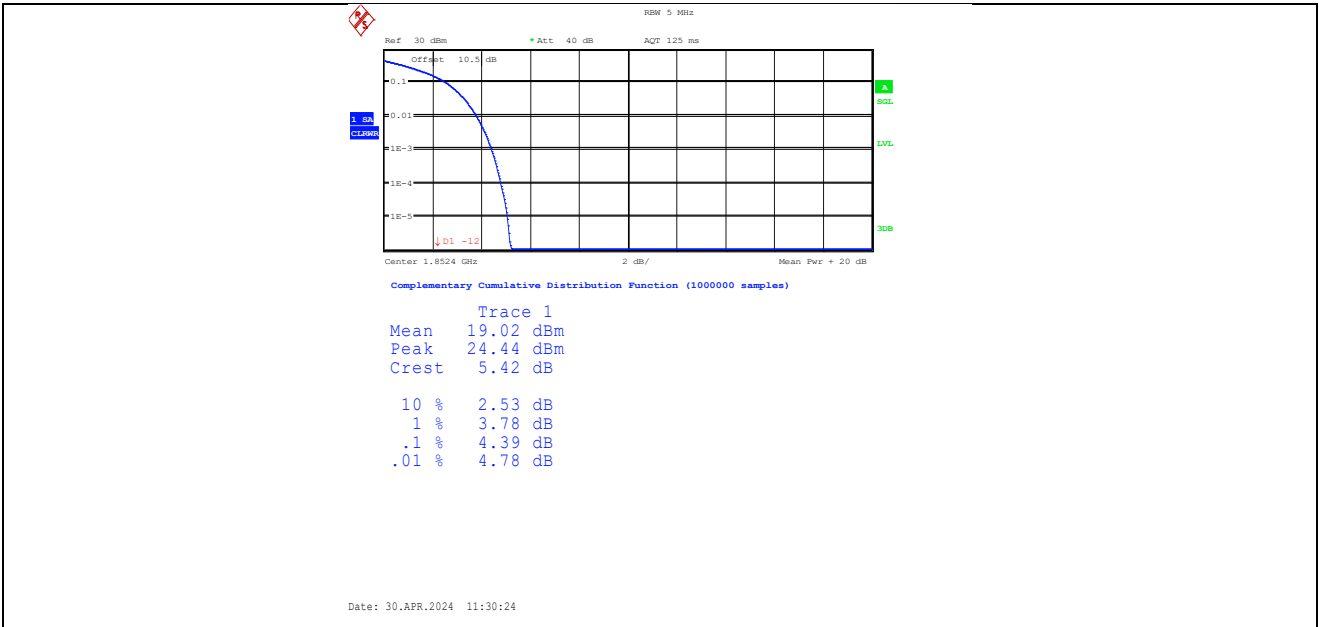 R S
RBW 5 MHz
Ref 30 dBm * Att 40 dB AQT 125 ms
Offset 10.5 dB
0.1
A
SGL
0.01
1 SA
CLRWR
1E-3
LVL
1E-4
1E-5
3DB
↓D1 -12
Center 1.8524 GHz 2 dB/ Mean Pwr + 20 dB
Complementary Cumulative Distribution Function (1000000 samples)
Trace 1
Mean 19.02 dBm
Peak 24.44 dBm
Crest 5.42 dB
10 % 2.53 dB
1 % 3.78 dB
.1 % 4.39 dB
.01 % 4.78 dB
Date: 30.APR.2024 11:30:24